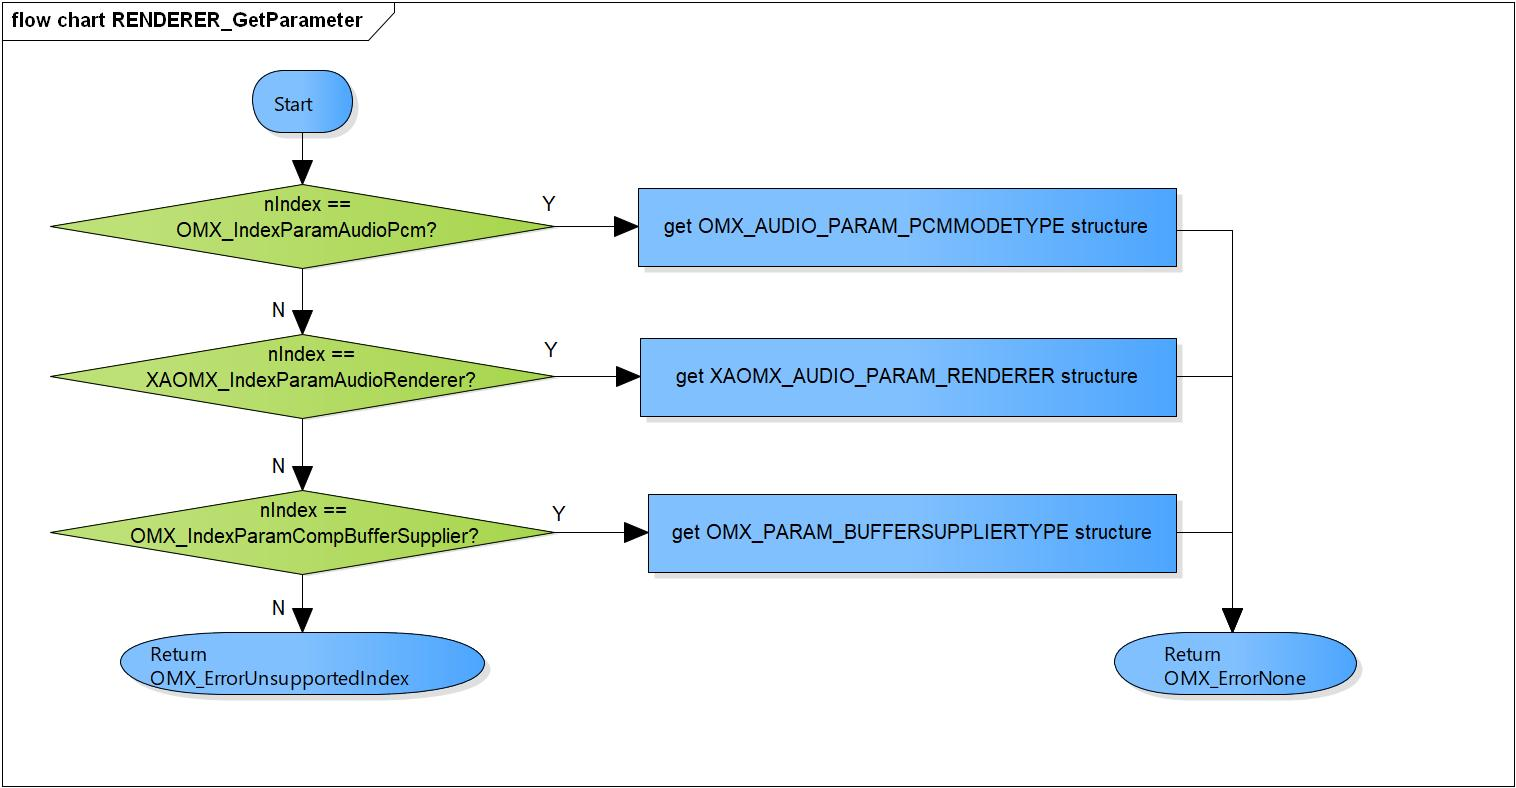 flow chart RENDERER_GetParameter
Start
nIndex ==
OMX_IndexParamAudioPcm?
Y
get OMX_AUDIO_PARAM_PCMMODETYPE structure
N
nIndex ==
XAOMX_IndexParamAudioRenderer?
Y
get XAOMX_AUDIO_PARAM_RENDERER structure
N
nIndex ==
OMX_IndexParamCompBufferSupplier?
Y
get OMX_PARAM_BUFFERSUPPLIERTYPE structure
N
Return
OMX_ErrorUnsupportedIndex
Return
OMX_ErrorNone